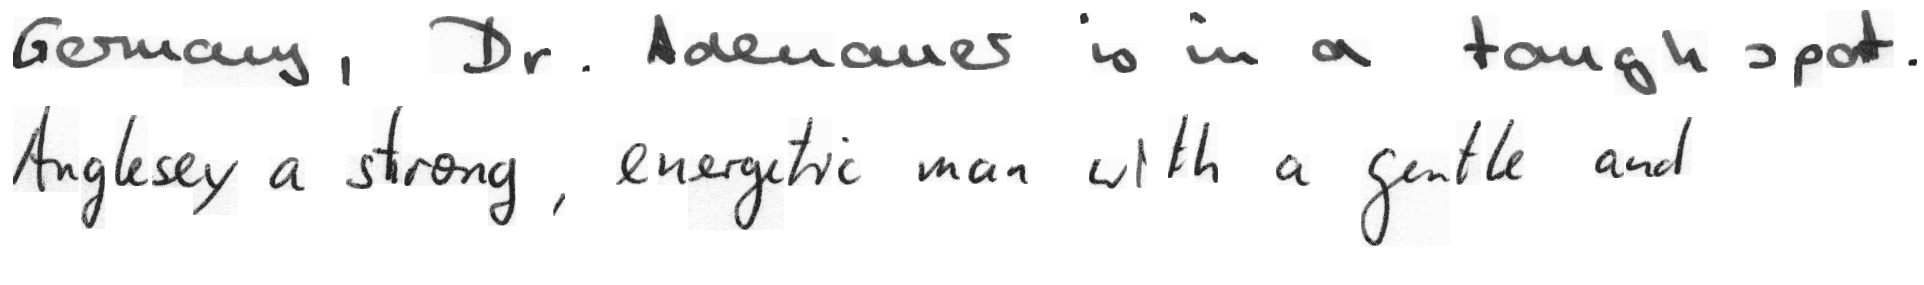 Germany, Dr. Adenauer is in a tough spot.
Anglesey a strong, energetic man with a gentle and